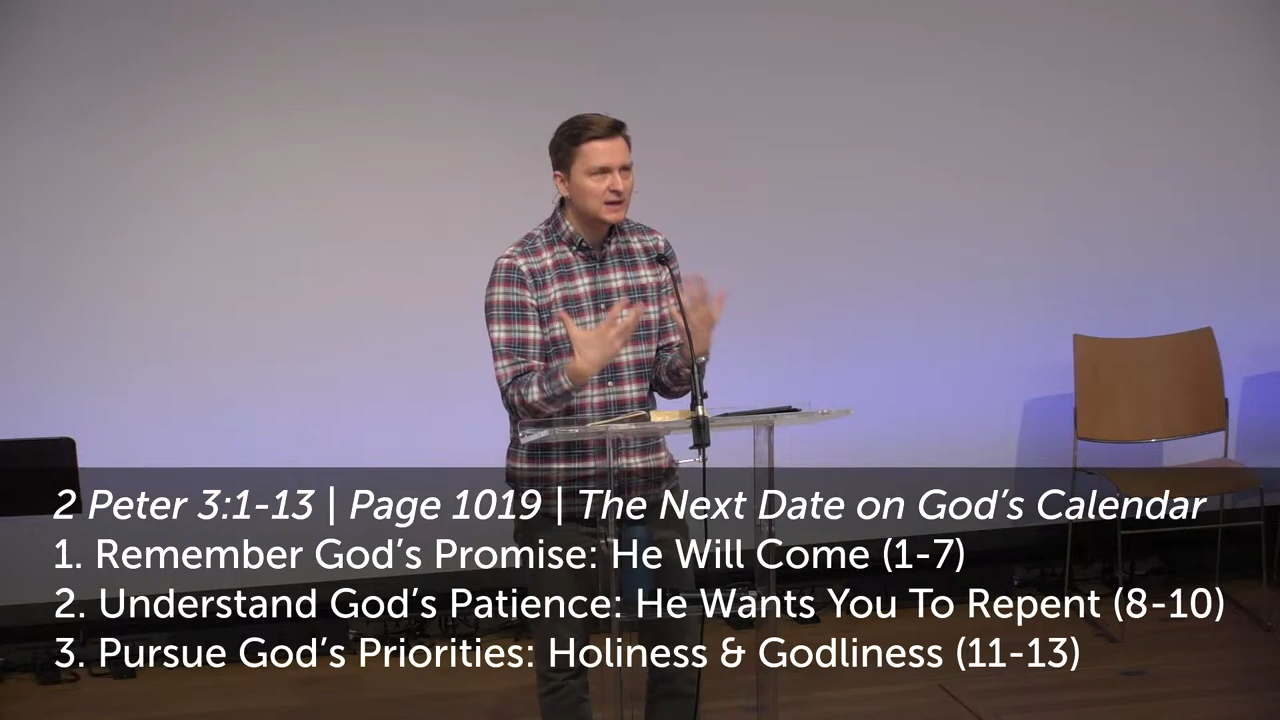 2 Peter 3:1-13 | Page 1019 | The Next Date on God’s Calendar
1. Remember God’s Promise: He Will Come (1-7)
2. Understand God’s Patience: He Wants You To Repent (8-10)
3. Pursue God’s Priorities: Holiness & Godliness (11-13)